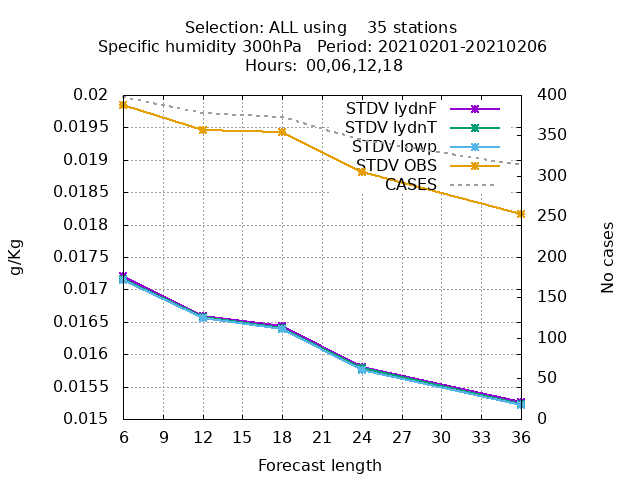 Selection: ALL using    35 stations
Specific humidity 300hPa   Period: 20210201-20210206
Hours:  00,06,12,18
0.02
0.0195
0.019
0.0185
0.018
0.0175
0.017
0.0165
0.016
0.0155
0.015
g/Kg
STDV lydnF
STDV lydnT
STDV lowp
STDV OBS
CASES
400
350
300
250
200
150
100
50
0
No cases
6 9 12 15 18 21 24 27 30 33 36
Forecast length